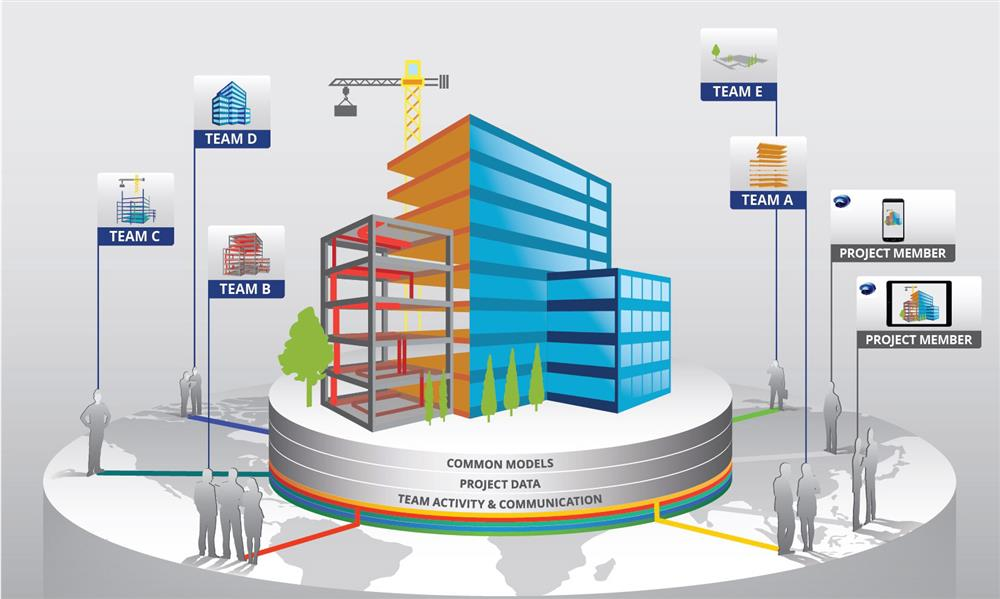 TEAM E
TEAM D
TEAM A
TEAM C
PROJECT MEMBER
TEAM B
PROJECT MEMBER
COMMON MODELS
PROJECT DATA
TEAM ACTIVITY & COMMUNICATION